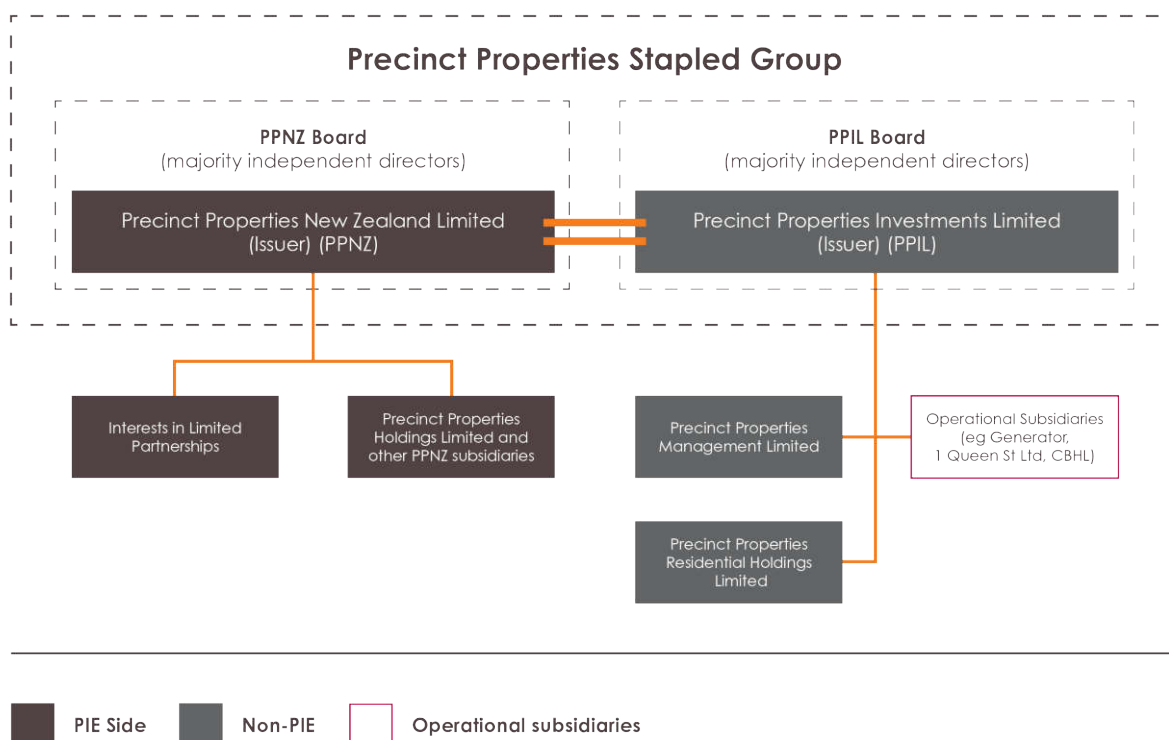 Precinct Properties Stapled Group
PPNZ Board
(majority independent directors)
Precinct Properties New Zealand Limited
(Issuer) (PPNZ)
PPIL Board
(majority independent directors)
Precinct Properties Investments Limited
(Issuer) (PPIL)
Interests in Limited
Partnerships
Precinct Properties
Holdings Limited and
other PPNZ subsidiaries
Precinct Properties
Management Limited
Operational Subsidiaries
(eg Generator,
1 Queen St Ltd, CBHL)
Precinct Properties
Residential Holdings
Limited
PIE Side
Non-PIE
Operational subsidiaries